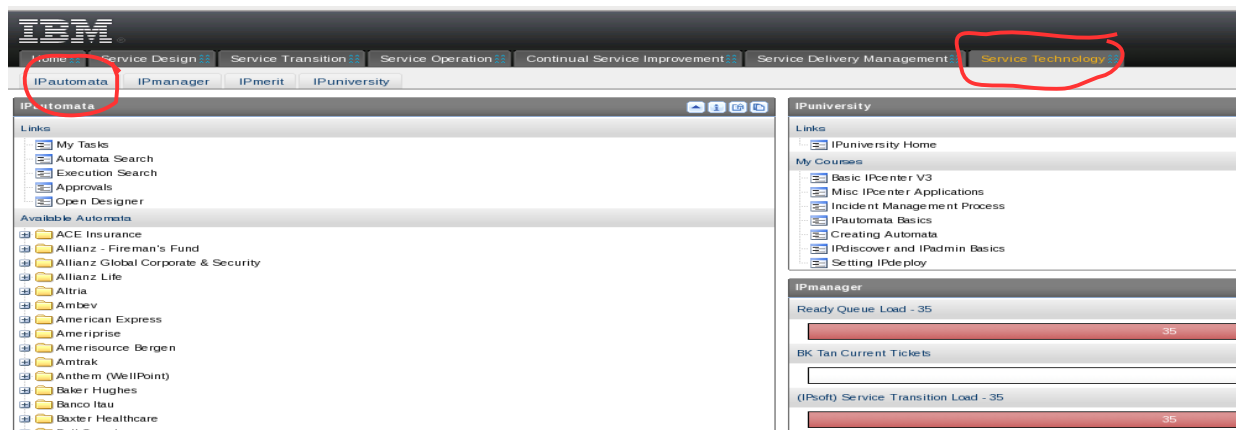 IBM
Home Service Design Service Transition Service Operation Continual Service Improvement Service Delivery Management Service Technology
IPautomata IPmanager IPmerit IPuniversity
IPautomata
Links
My Tasks
Automata Search
Execution Search
Approvals
Open Designer
Available Automata
ACE Insurance
Allianz - Fireman's Fund
Allianz Global Corporate & Security
Allianz Life
Altria
Ambev
American Express
Ameriprise
Amerisource Bergen
Amtrak
Anthem (WellPoint)
Baker Hughes
Banco Itau
Baxter Healthcare
IPuniversity
Links
IPuniversity Home
My Courses
Basic IPcenter V3
Misc IPcenter Applications
Incident Management Process
IPautomata Basics
Creating Automata
IPdiscover and IPadmin Basics
Setting IPdeploy
IPmanager
Ready Queue Load - 35
35
BK Tan Current Tickets
(IPsoft) Service Transition Load - 35
35